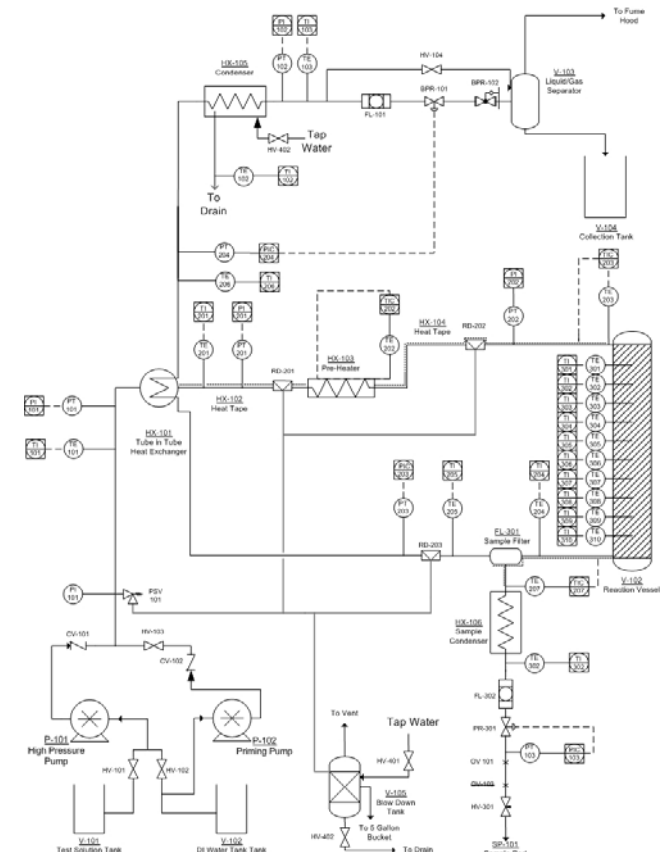 To Fume
Hood
PI
102
TI
103
HX-105
Condenser
PT
102
TE
103
HV-104
V-103
Liquid/Gas
Separator
BPR-101
BPR-102
FL-101
Tap
Water
HV-402
TE
102
TI
102
To
Drain
V-104
Collection Tank
PT
204
PIC
204
TE
206
TI
206
TIC
203
PI
202
TI
201
PI
201
TIC
202
HX-104
Heat Tape
PT
202
TE
203
RD-202
TE
201
PT
201
TE
202
HX-103
Pre-Heater
RD-201
TI
301
TE
301
TI
302
TE
302
TI
303
TE
303
TI
304
TE
304
TI
305
TE
305
TI
306
TE
306
TI
307
TE
307
TI
308
TE
308
TI
309
TE
309
TI
310
TE
310
HX-102
Heat Tape
PI
101
PT
101
HX-101
Tube in Tube
Heat Exchanger
TI
101
TE
101
PIC
203
TI
205
TI
204
PT
203
TE
205
TE
204
FL-301
Sample Filter
RD-203
V-102
Reaction Vessel
TE
207
TIC
207
PI
101
PSV
101
HX-106
Sample
Condenser
CV-101
HV-103
CV-102
TE
302
TI
302
FL-302
P-101
High Pressure
Pump
P-102
Priming Pump
To Vent
Tap Water
PR-301
HV-101
HV-102
HV-401
PT
103
PIC
103
OV 101
OV-102
V-105
Blow Down
Tank
HV-301
To 5 Gallon
Bucket
HV-402
V-101
Test Solution Tank
V-102
DI Water Tank Tank
To Drain
SP-101